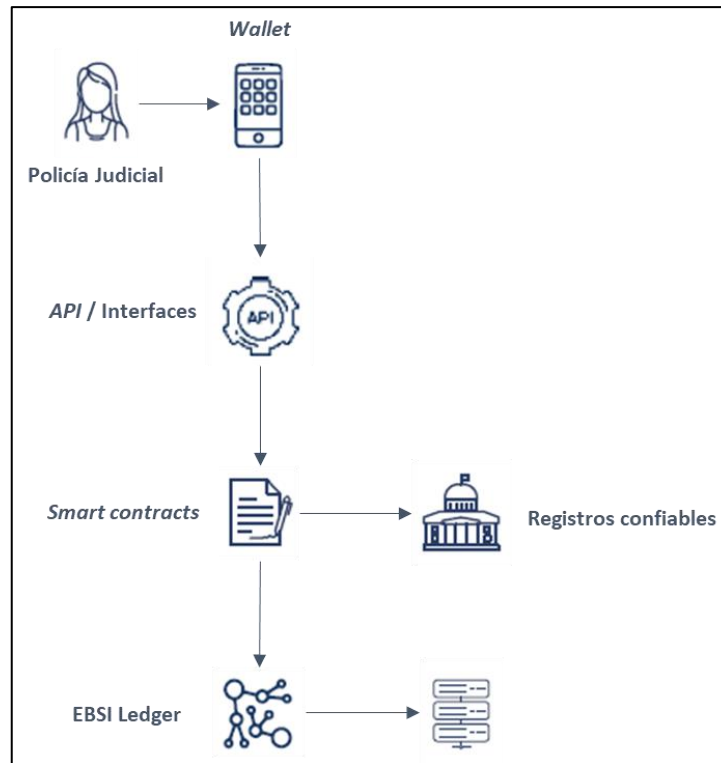 Wallet
Policía Judicial
API / Interfaces
API
Smart contracts
Registros confiables
EBSI Ledger